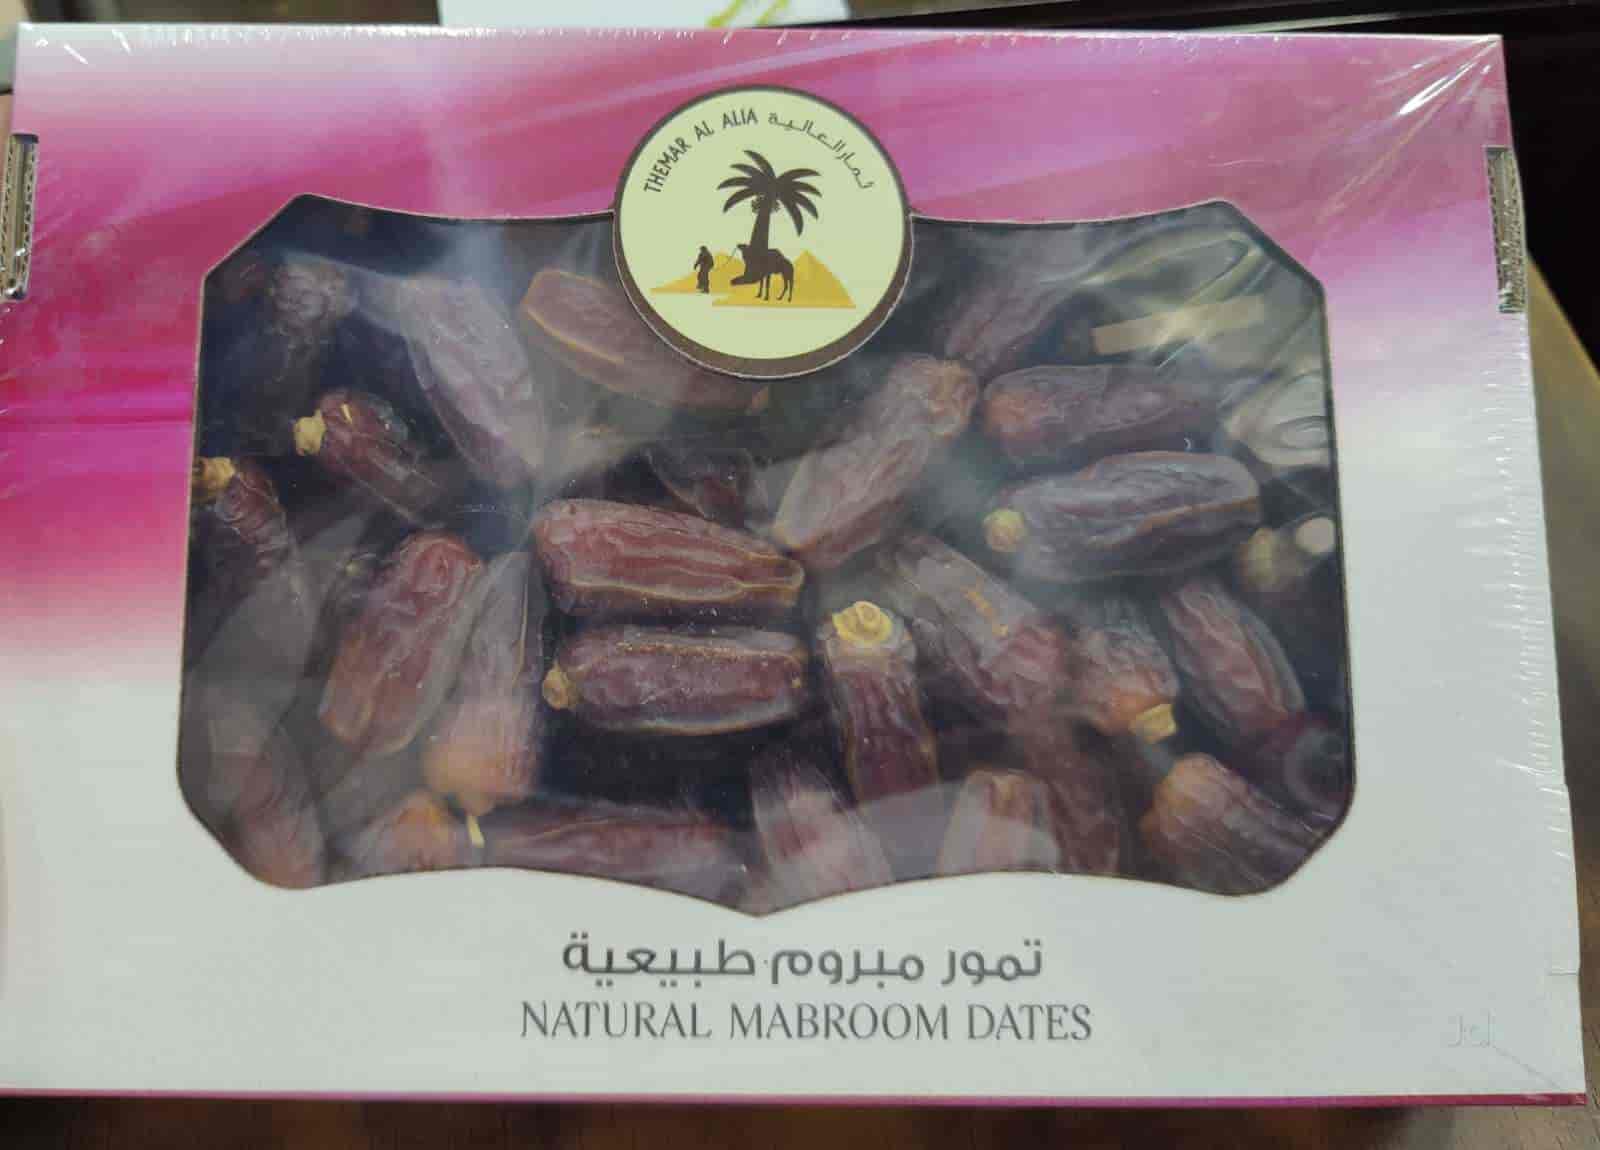 THEMAR AL ALIA ثمار العالية
تمور مبروم طبيعية
NATURAL MABROOM DATES